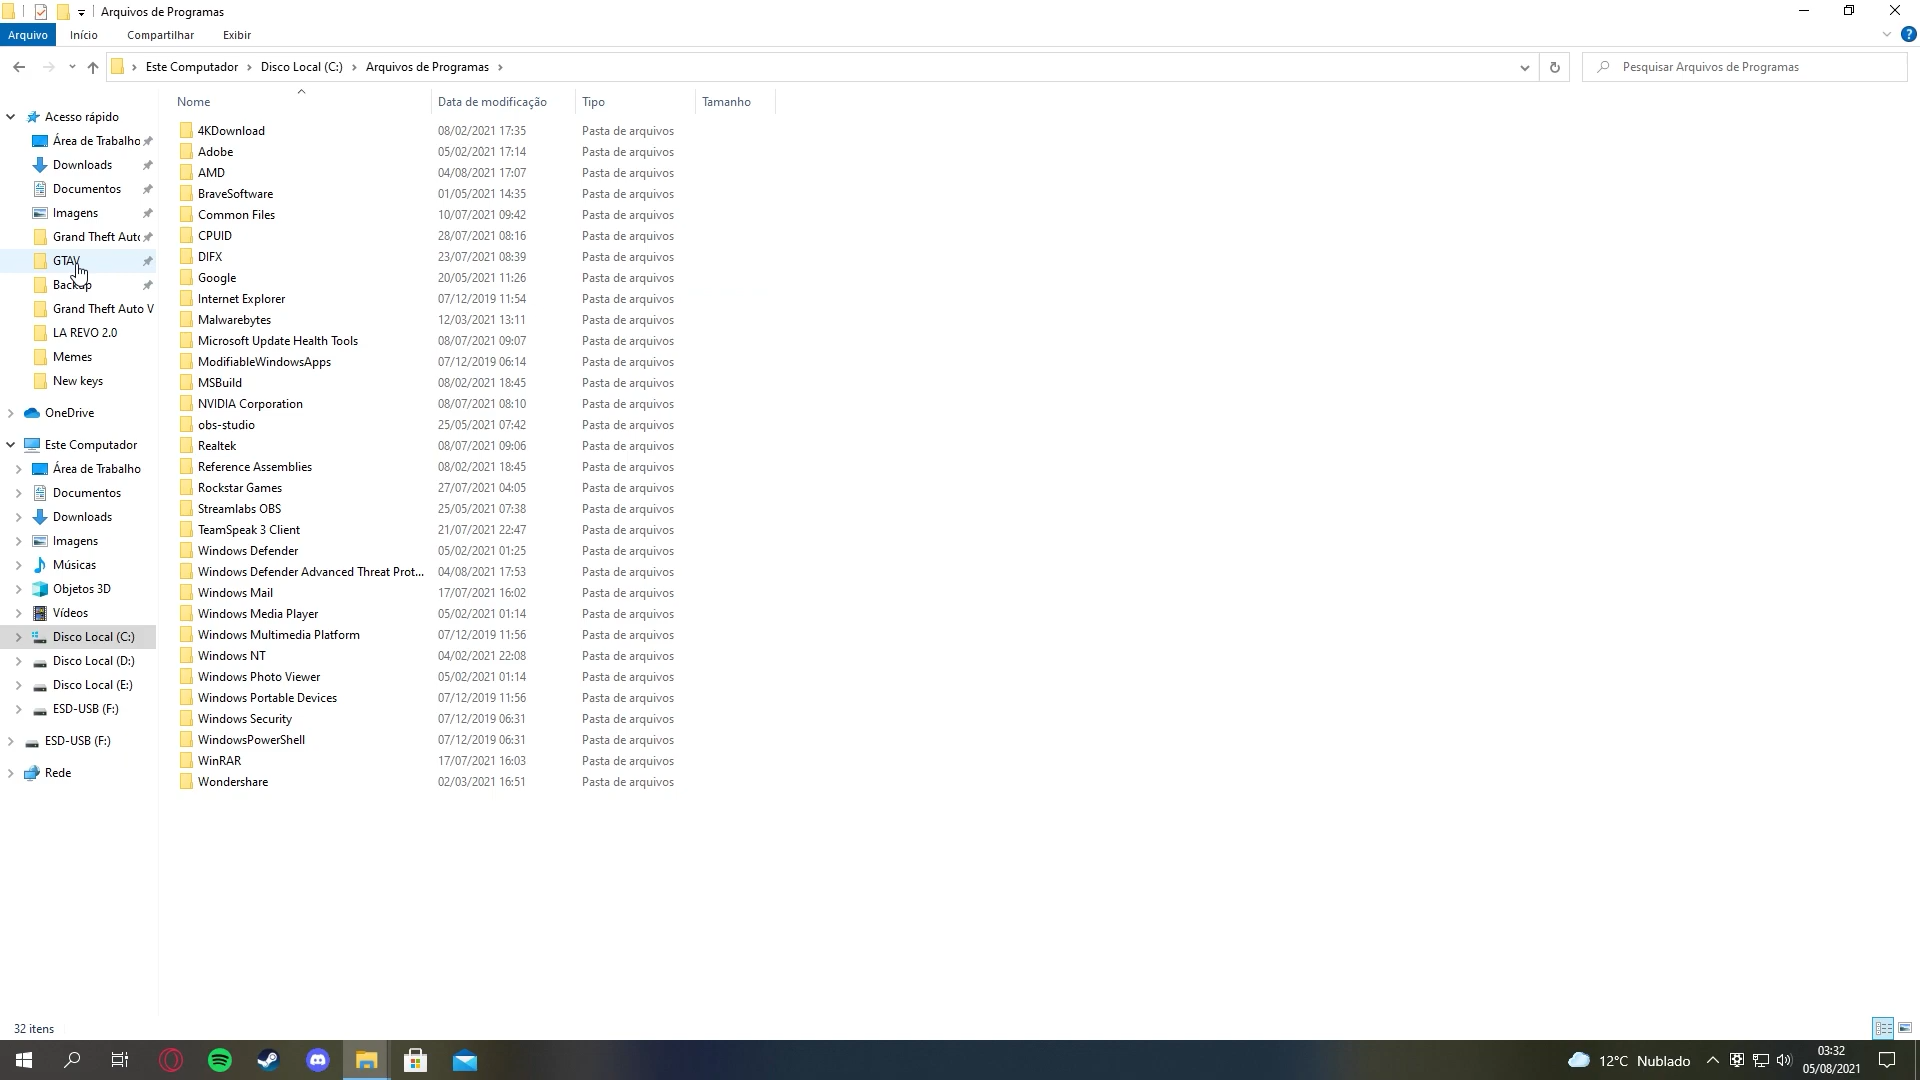 Arquivos de Programas
Arquivo Início Compartilhar Exibir
Este Computador Disco Local (C:) Arquivos de Programas
Pesquisar Arquivos de Programas
Acesso rápido
Área de Trabalho
Downloads
Documentos
Imagens
Grand Theft Auto
GTAV
Backup
Grand Theft Auto V
LA REVO 2.0
Memes
New keys
OneDrive
Este Computador
Área de Trabalho
Documentos
Downloads
Imagens
Músicas
Objetos 3D
Vídeos
Disco Local (C:)
Disco Local (D:)
Disco Local (E:)
ESD-USB (F:)
ESD-USB (F:)
Rede
Nome Data de modificação Tipo Tamanho
4KDownload 08/02/2021 17:35 Pasta de arquivos
Adobe 05/02/2021 17:14 Pasta de arquivos
AMD 04/08/2021 17:07 Pasta de arquivos
BraveSoftware 01/05/2021 14:35 Pasta de arquivos
Common Files 10/07/2021 09:42 Pasta de arquivos
CPUID 28/07/2021 08:16 Pasta de arquivos
DIFX 23/07/2021 08:39 Pasta de arquivos
Google 20/05/2021 11:26 Pasta de arquivos
Internet Explorer 07/12/2019 11:54 Pasta de arquivos
Malwarebytes 12/03/2021 13:11 Pasta de arquivos
Microsoft Update Health Tools 08/07/2021 09:07 Pasta de arquivos
ModifiableWindowsApps 07/12/2019 06:14 Pasta de arquivos
MSBuild 08/02/2021 18:45 Pasta de arquivos
NVIDIA Corporation 08/07/2021 08:10 Pasta de arquivos
obs-studio 25/05/2021 07:42 Pasta de arquivos
Realtek 08/07/2021 09:06 Pasta de arquivos
Reference Assemblies 08/02/2021 18:45 Pasta de arquivos
Rockstar Games 27/07/2021 04:05 Pasta de arquivos
Streamlabs OBS 25/05/2021 07:38 Pasta de arquivos
TeamSpeak 3 Client 21/07/2021 22:47 Pasta de arquivos
Windows Defender 05/02/2021 01:25 Pasta de arquivos
Windows Defender Advanced Threat Prot... 04/08/2021 17:53 Pasta de arquivos
Windows Mail 17/07/2021 16:02 Pasta de arquivos
Windows Media Player 05/02/2021 01:14 Pasta de arquivos
Windows Multimedia Platform 07/12/2019 11:56 Pasta de arquivos
Windows NT 04/02/2021 22:08 Pasta de arquivos
Windows Photo Viewer 05/02/2021 01:14 Pasta de arquivos
Windows Portable Devices 07/12/2019 11:56 Pasta de arquivos
Windows Security 07/12/2019 06:31 Pasta de arquivos
WindowsPowerShell 07/12/2019 06:31 Pasta de arquivos
WinRAR 17/07/2021 16:03 Pasta de arquivos
Wondershare 02/03/2021 16:51 Pasta de arquivos
32 itens
12°C Nublado
03:32
05/08/2021